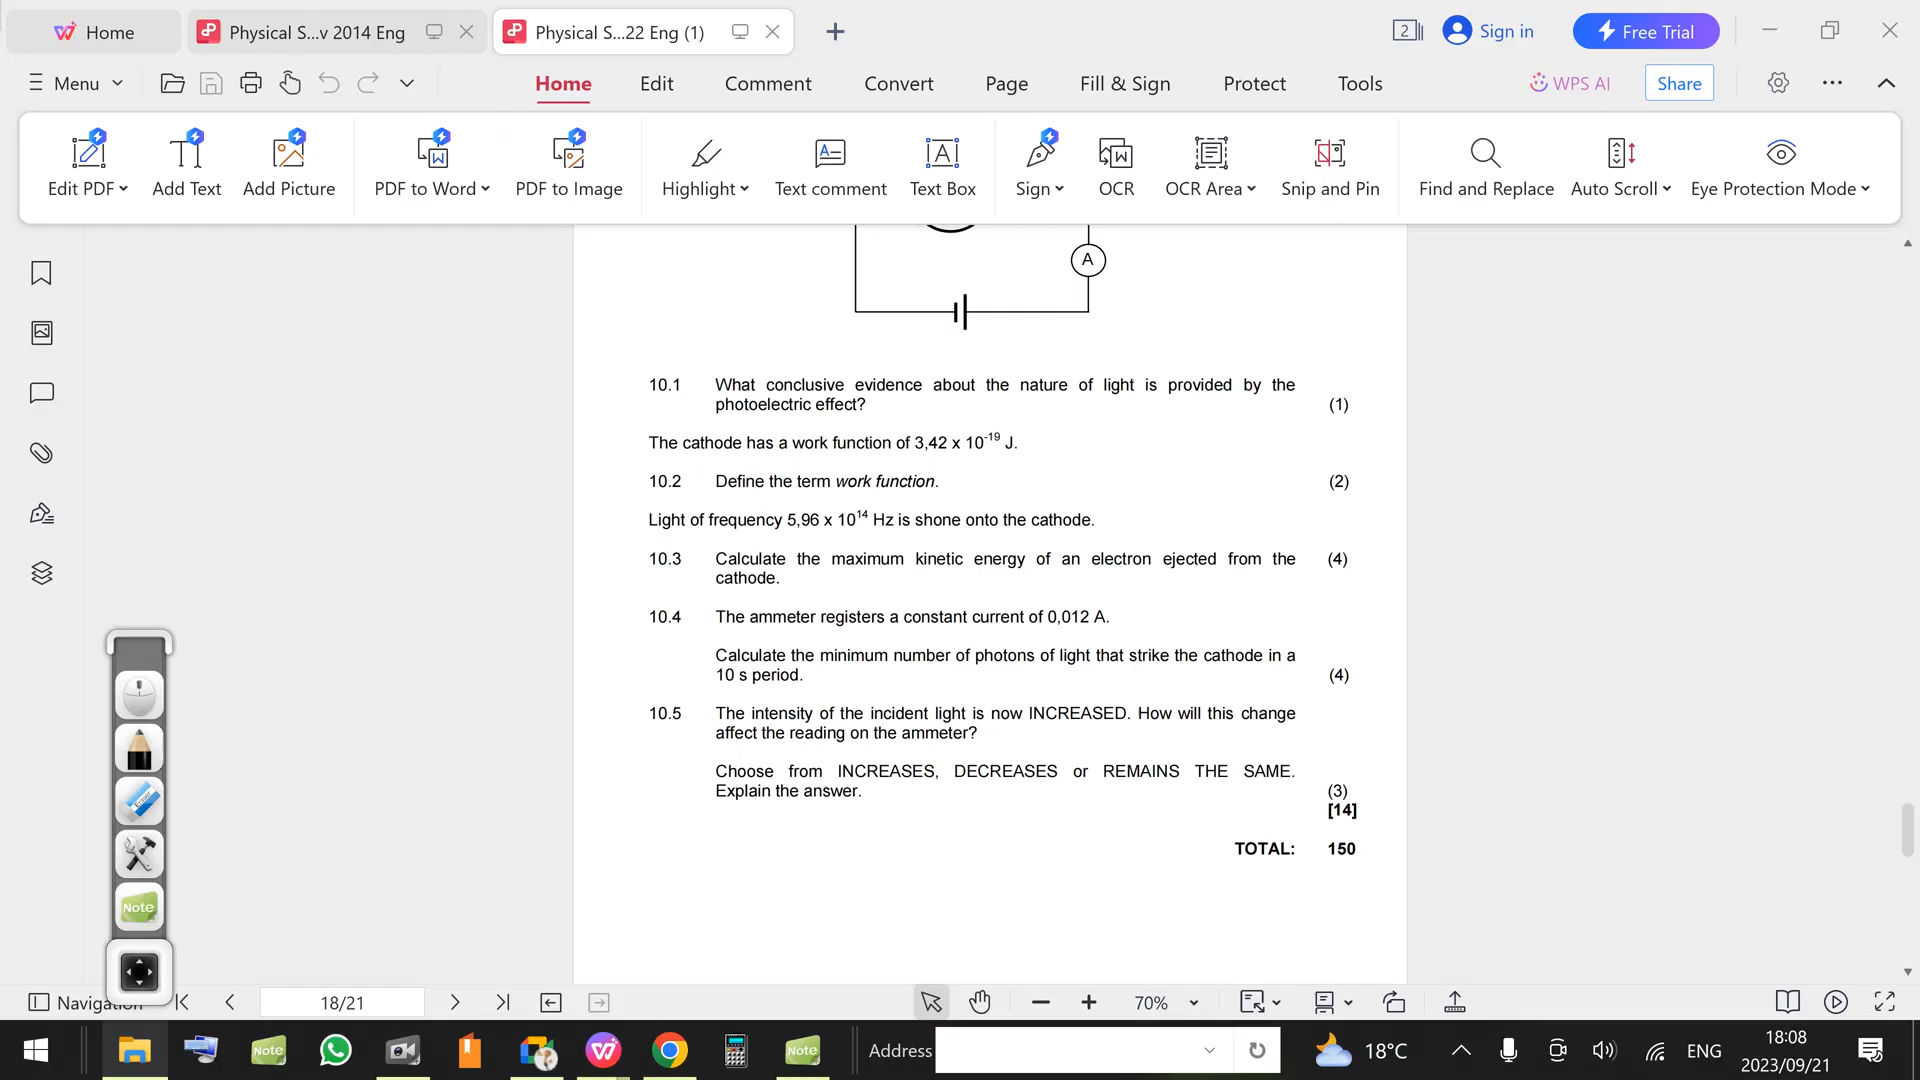 Home
Physical S...v 2014 Eng
Physical S...22 Eng (1)
2
Sign in
Free Trial
Menu
Home
Edit
Comment
Convert
Page
Fill & Sign
Protect
Tools
WPS AI
Share
Edit PDF
Add Text
Add Picture
PDF to Word
PDF to Image
Highlight
Text comment
Text Box
Sign
OCR
OCR Area
Snip and Pin
Find and Replace
Auto Scroll
Eye Protection Mode
A
10.1 What conclusive evidence about the nature of light is provided by the
photoelectric effect? (1)
The cathode has a work function of 3,42 x 10⁻¹⁹ J.
10.2 Define the term work function. (2)
Light of frequency 5,96 x 10¹⁴ Hz is shone onto the cathode.
10.3 Calculate the maximum kinetic energy of an electron ejected from the (4)
cathode.
10.4 The ammeter registers a constant current of 0,012 A.
Calculate the minimum number of photons of light that strike the cathode in a
10 s period. (4)
10.5 The intensity of the incident light is now INCREASED. How will this change
affect the reading on the ammeter?
Choose from INCREASES, DECREASES or REMAINS THE SAME.
Explain the answer. (3)
[14]
TOTAL: 150
Eraser
Note
Navigation
18/21
70%
Note
Note
Address
18°C
ENG
18:08
2023/09/21